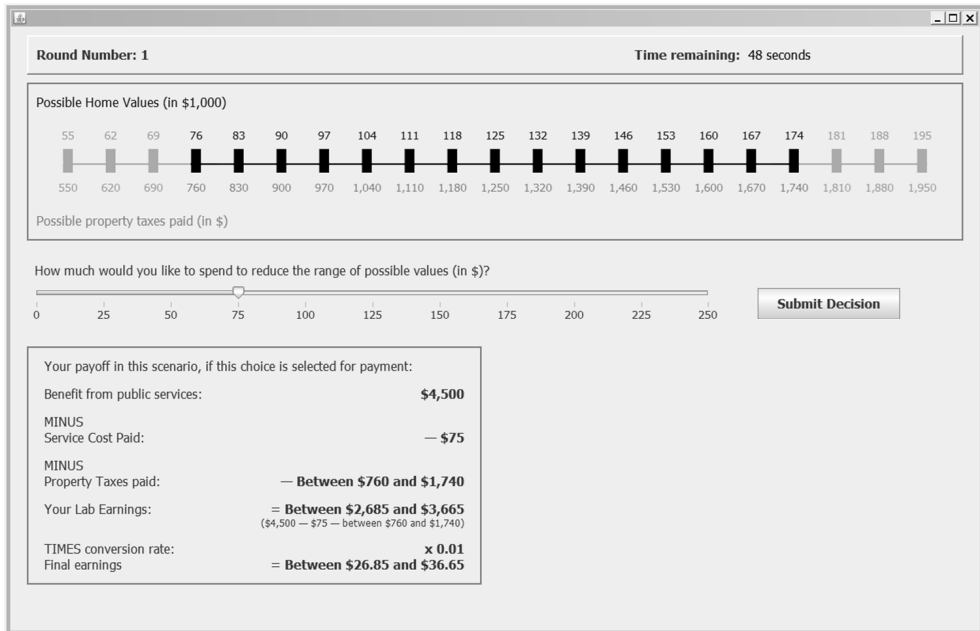 Round Number: 1 Time remaining: 48 seconds
Possible Home Values (in $1,000)
55 62 69 76 83 90 97 104 111 118 125 132 139 146 153 160 167 174 181 188 195
550 620 690 760 830 900 970 1,040 1,110 1,180 1,250 1,320 1,390 1,460 1,530 1,600 1,670 1,740 1,810 1,880 1,950
Possible property taxes paid (in $)
How much would you like to spend to reduce the range of possible values (in $)?
Submit Decision
0 25 50 75 100 125 150 175 200 225 250
Your payoff in this scenario, if this choice is selected for payment:
Benefit from public services: $4,500
MINUS
Service Cost Paid: — $75
MINUS
Property Taxes paid: — Between $760 and $1,740
Your Lab Earnings: = Between $2,685 and $3,665
($4,500 — $75 — between $760 and $1,740)
TIMES conversion rate: x 0.01
Final earnings = Between $26.85 and $36.65